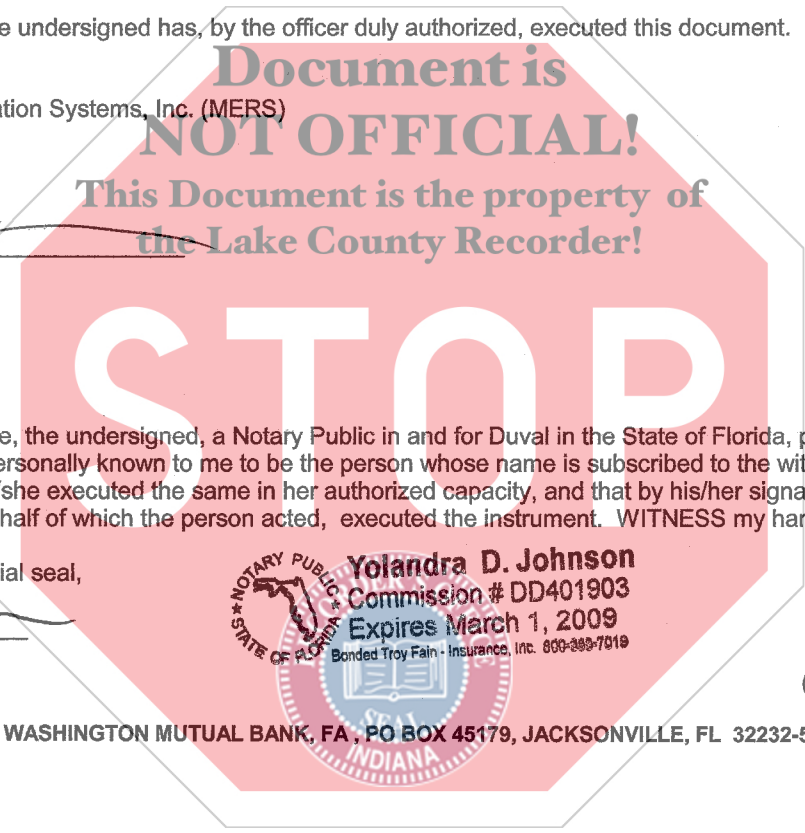 e undersigned has, by the officer duly authorized, executed this document.
Document is
ation Systems, Inc. (MERS)
NOT OFFICIAL!
This Document is the property of
the Lake County Recorder!
STOP
e, the undersigned, a Notary Public in and for Duval in the State of Florida, p
ersonally known to me to be the person whose name is subscribed to the wit
/she executed the same in her authorized capacity, and that by his/her signa
half of which the person acted, executed the instrument. WITNESS my han
ial seal,
NOTARY PUBLIC
STATE OF FLORIDA
Yolandra D. Johnson
Commission # DD401903
Expires March 1, 2009
Bonded Troy Fain - Insurance, Inc. 800-385-7019
SEAL
INDIANA
WASHINGTON MUTUAL BANK, FA , PO BOX 45179, JACKSONVILLE, FL 32232-5